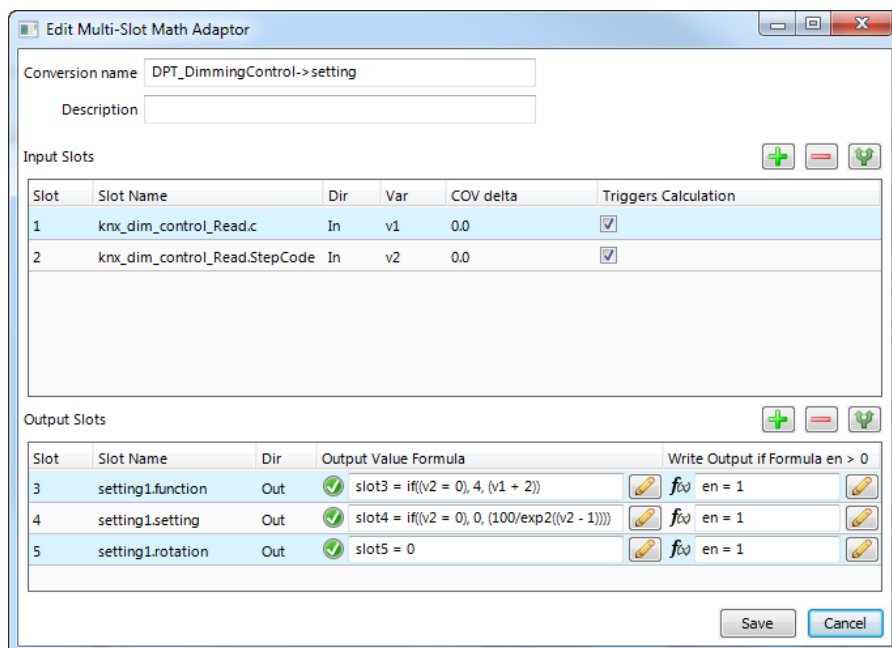 Edit Multi-Slot Math Adaptor
Conversion name DPT_DimmingControl->setting
Description
Input Slots
Slot Slot Name Dir Var COV delta Triggers Calculation
1 knx_dim_control_Read.c In v1 0.0
2 knx_dim_control_Read.StepCode In v2 0.0
Output Slots
Slot Slot Name Dir Output Value Formula Write Output if Formula en > 0
3 setting1.function Out slot3 = if((v2 = 0), 4, (v1 + 2)) f(x) en = 1
4 setting1.setting Out slot4 = if((v2 = 0), 0, (100/exp2((v2 - 1)))) f(x) en = 1
5 setting1.rotation Out slot5 = 0 f(x) en = 1
Save Cancel